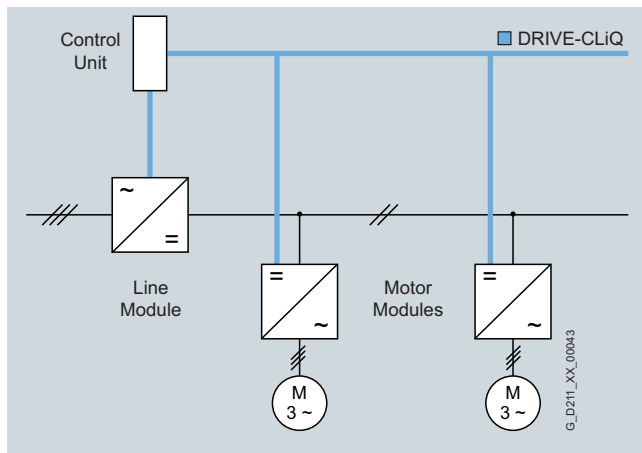 Control
Unit
DRIVE-CLiQ
~
=
Line
Module
=
~
Motor
Modules
=
~
M
3 ~
M
3 ~
G_D211_XX_00043